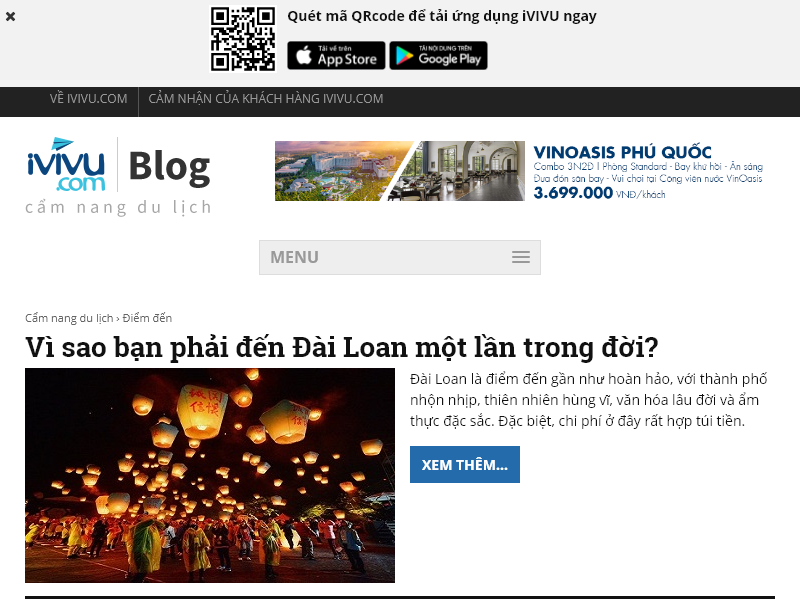 Quét mã QRcode để tải ứng dụng iVIVU ngay
Tải về trên
App Store
TẢI NỘI DUNG TRÊN
Google Play
VỀ IVIVU.COM
CẢM NHẬN CỦA KHÁCH HÀNG IVIVU.COM
iVIVU
.com
Blog
cẩm nang du lịch
VINOASIS PHÚ QUỐC
Combo 3N2Đ I Phòng Standard - Bay khứ hồi - Ăn sáng
Đưa đón sân bay - Vui chơi tại Công viên nước VinOasis
3.699.000 VNĐ/khách
MENU
Cẩm nang du lịch › Điểm đến
Vì sao bạn phải đến Đài Loan một lần trong đời?
Đài Loan là điểm đến gần như hoàn hảo, với thành phố
nhộn nhịp, thiên nhiên hùng vĩ, văn hóa lâu đời và ẩm
thực đặc sắc. Đặc biệt, chi phí ở đây rất hợp túi tiền.
XEM THÊM...